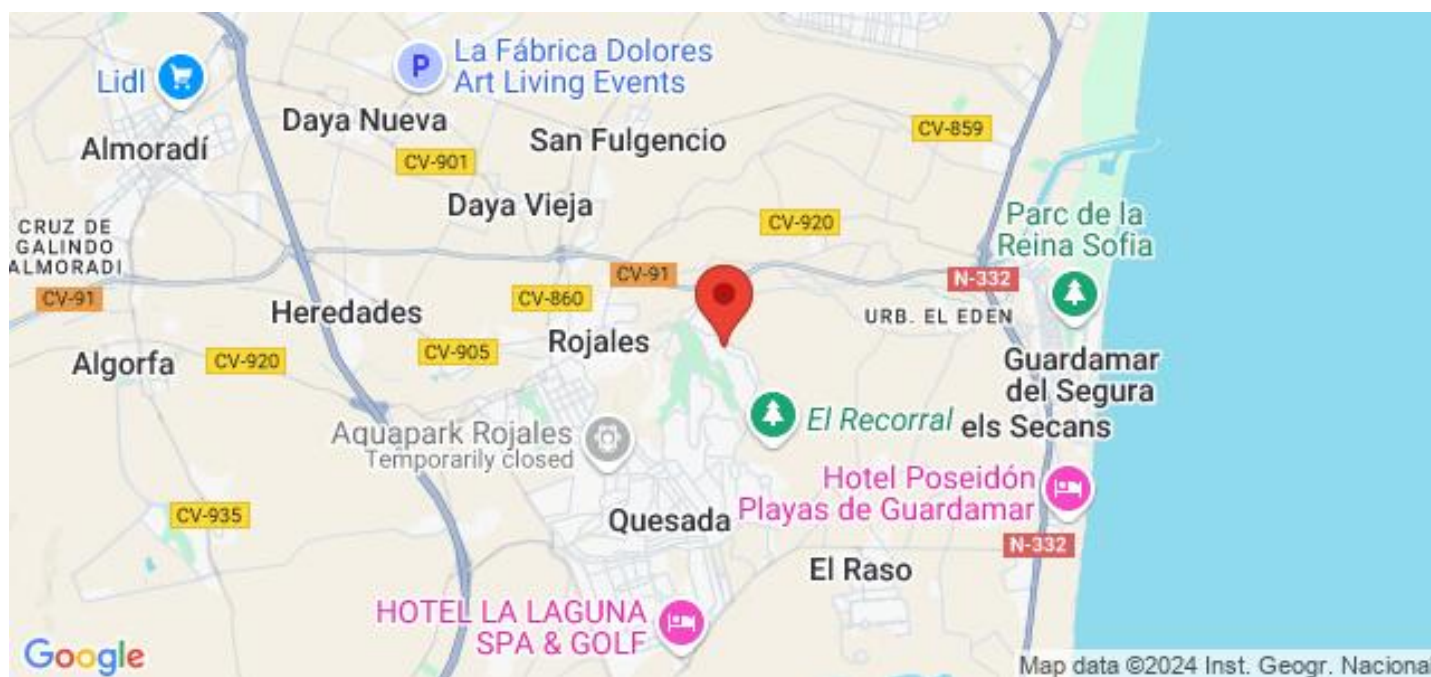 La Fábrica Dolores
Art Living Events
P
Lidl
Daya Nueva
San Fulgencio
CV-859
Almoradí
CV-901
Daya Vieja
CV-920
Parc de la
Reina Sofia
CRUZ DE
GALINDO
ALMORADI
CV-91
CV-91
CV-860
N-332
Heredades
URB. EL EDEN
Rojales
CV-905
Algorfa
CV-920
Guardamar
del Segura
El Recorral
els Secans
Aquapark Rojales
Temporarily closed
Hotel Poseidón
Playas de Guardamar
CV-935
Quesada
N-332
El Raso
HOTEL LA LAGUNA
SPA & GOLF
Google
Map data ©2024 Inst. Geogr. Nacional